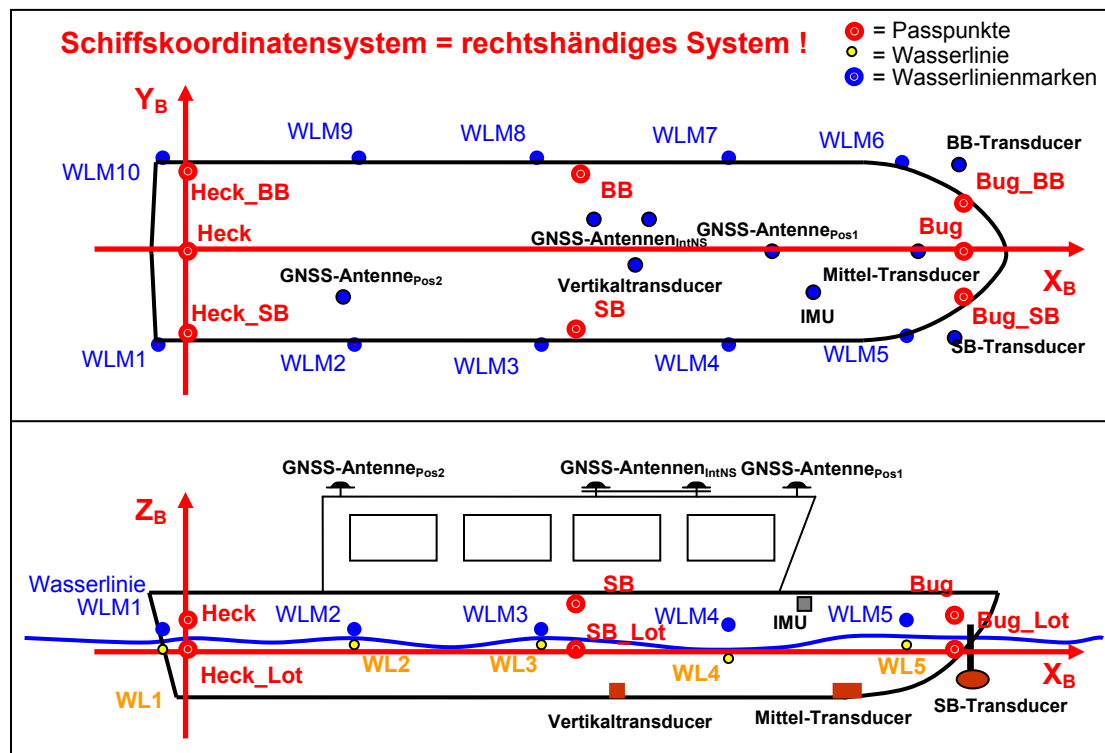 Schiffskoordinatensystem = rechtshändiges System !
= Passpunkte
= Wasserlinie
= Wasserlinienmarken
YB
WLM9
WLM8
WLM7
WLM6
BB-Transducer
WLM10
Heck_BB
BB
Bug_BB
Heck
GNSS-AntennenIntNS
GNSS-AntennePos1
Bug
GNSS-AntennePos2
Vertikaltransducer
Mittel-Transducer
XB
Heck_SB
SB
IMU
Bug_SB
WLM1
WLM2
WLM3
WLM4
WLM5
SB-Transducer
GNSS-AntennePos2
GNSS-AntennenIntNS
GNSS-AntennePos1
ZB
Wasserlinie
WLM1
Heck
WLM2
WLM3
SB
WLM4
IMU
WLM5
Bug
SB_Lot
Bug_Lot
Heck_Lot
WL1
WL2
WL3
WL4
WL5
XB
Vertikaltransducer
Mittel-Transducer
SB-Transducer